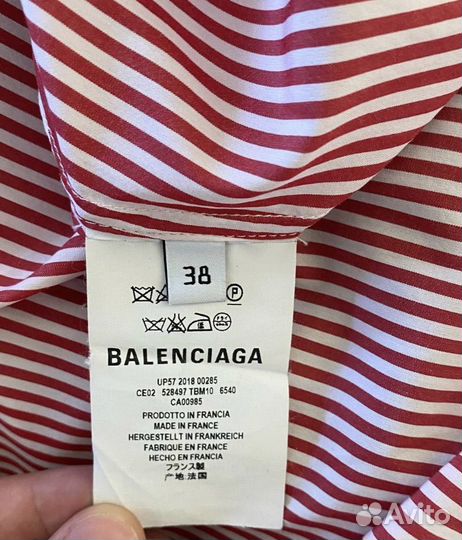 38
P
BALENCIAGA
UP57 2018 00285
CE02 528497 TBM10 6540
CA00985
PRODOTTO IN FRANCIA
MADE IN FRANCE
HERGESTELLT IN FRANKREICH
FABRIQUE EN FRANCE
HECHO EN FRANCIA
フランス製
产地:法国
Avito